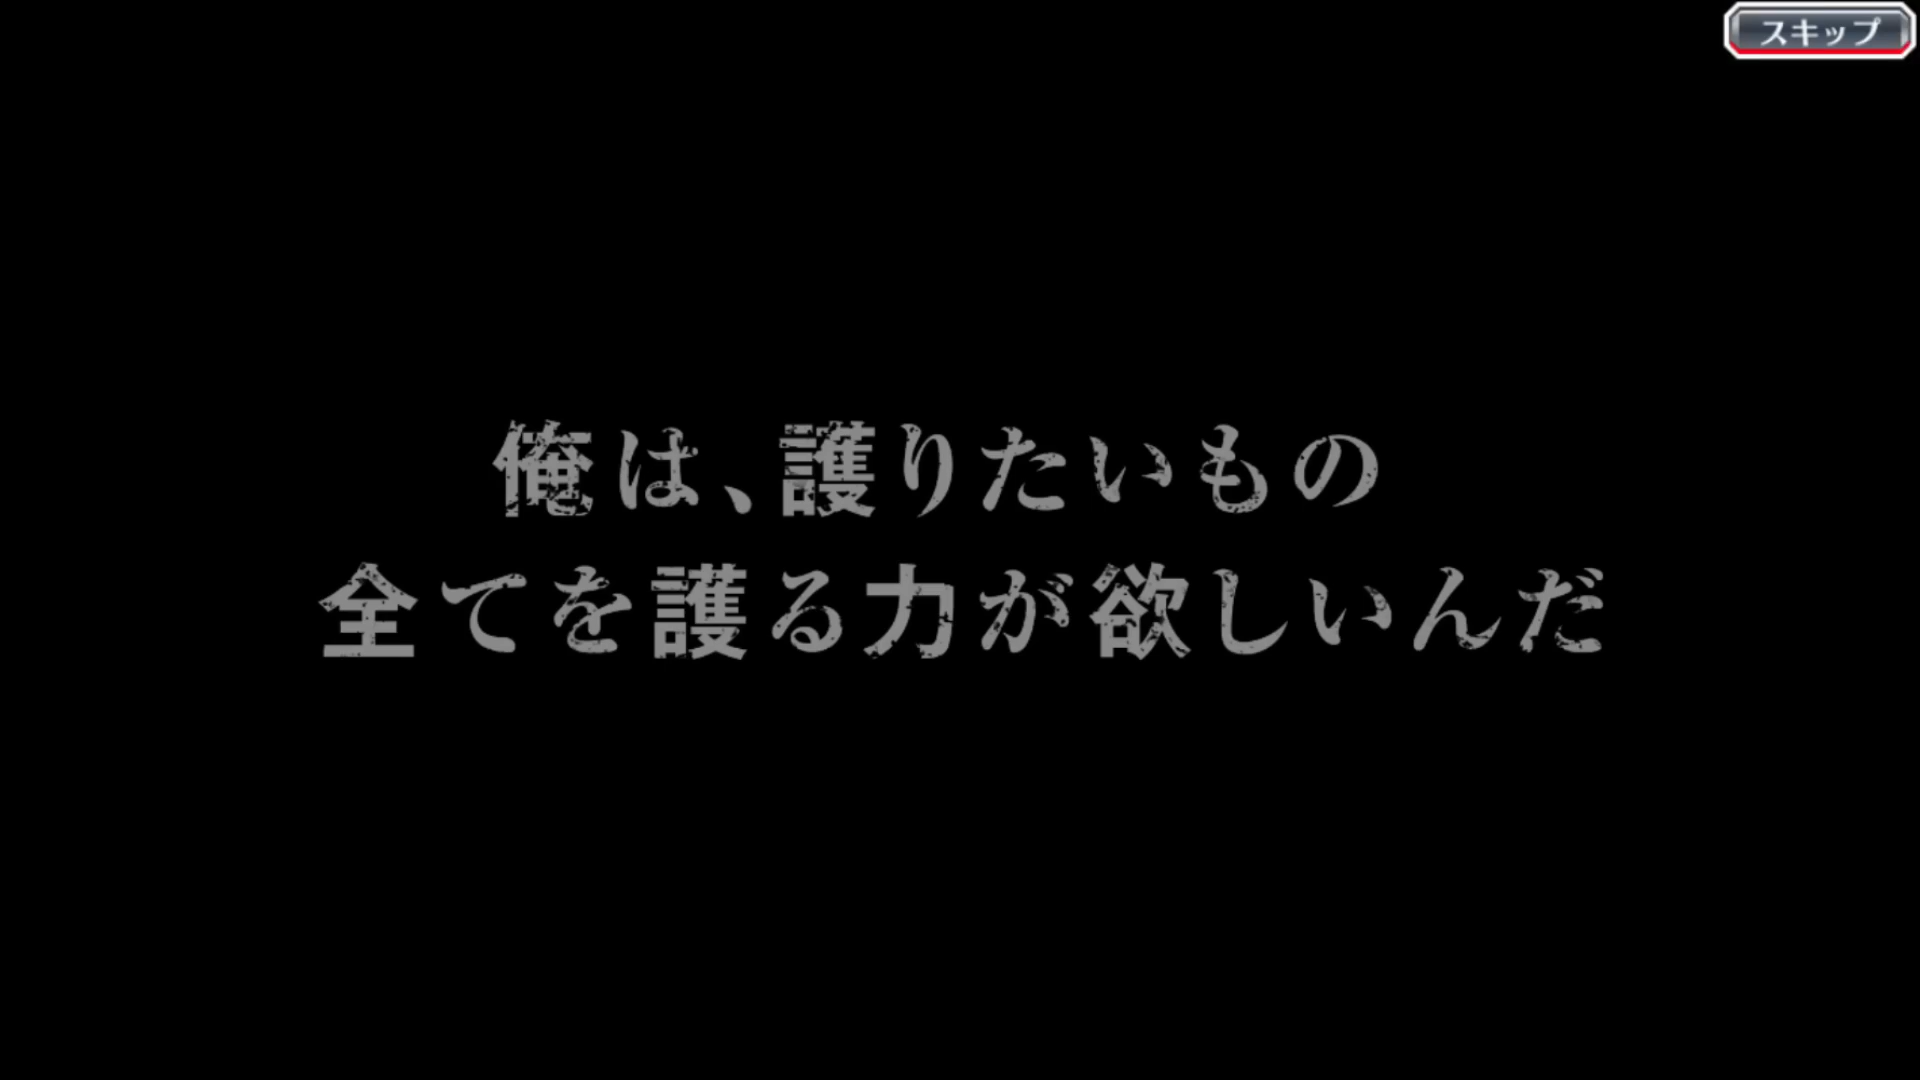 スキップ
俺は、護りたいもの
全てを護る力が欲しいんだ